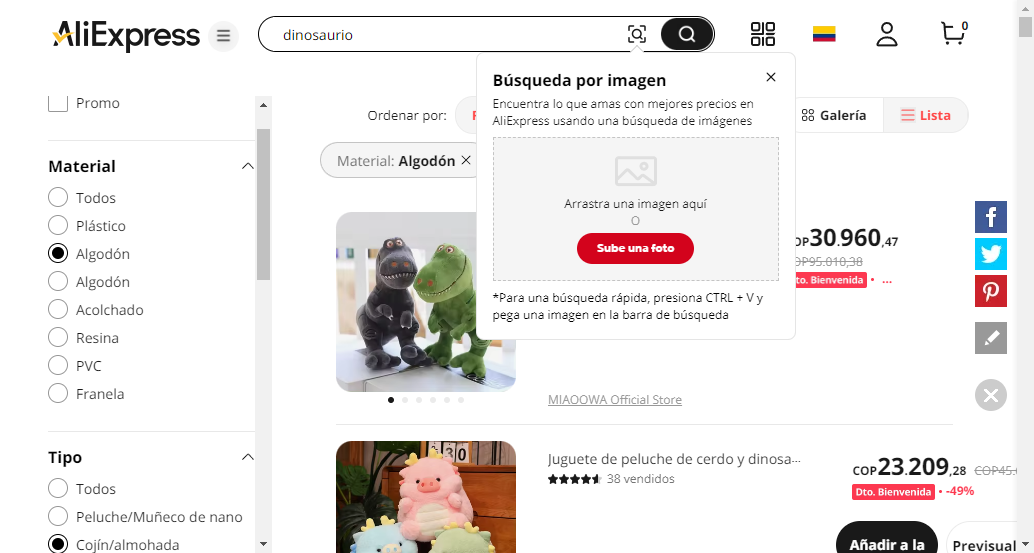 AliExpress
dinosaurio
0
Búsqueda por imagen
Encuentra lo que amas con mejores precios en
AliExpress usando una búsqueda de imágenes
Arrastra una imagen aquí
O
Sube una foto
*Para una búsqueda rápida, presiona CTRL + V y
pega una imagen en la barra de búsqueda
Promo
Material
Todos
Plástico
Algodón
Algodón
Acolchado
Resina
PVC
Franela
Tipo
Todos
Peluche/Muñeco de nano
Cojín/almohada
Ordenar por:
Galería
Lista
Material: Algodón
OP30.960,47
OP95.010,38
to. Bienvenida • ...
MIAOOWA Official Store
Juguete de peluche de cerdo y dinosa...
38 vendidos
COP23.209,28 COP45.0
Dto. Bienvenida • -49%
Añadir a la
Previsual